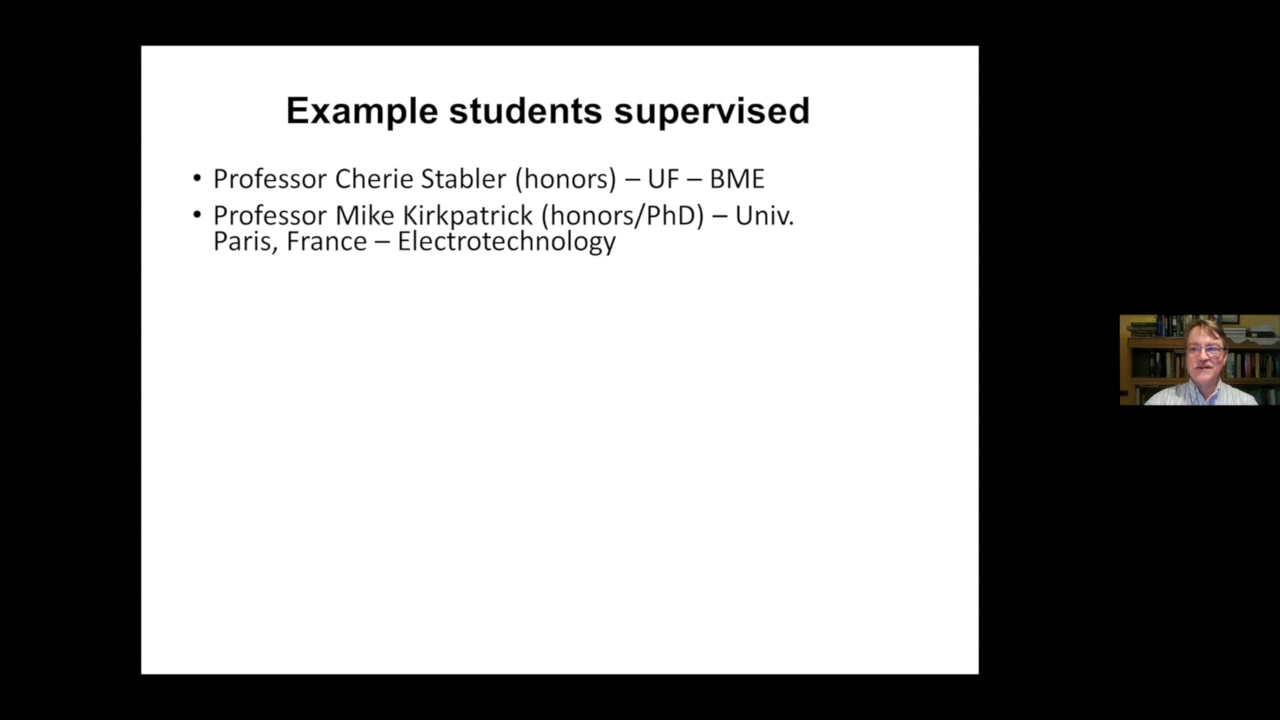 Example students supervised
• Professor Cherie Stabler (honors) – UF – BME
• Professor Mike Kirkpatrick (honors/PhD) – Univ.
Paris, France – Electrotechnology